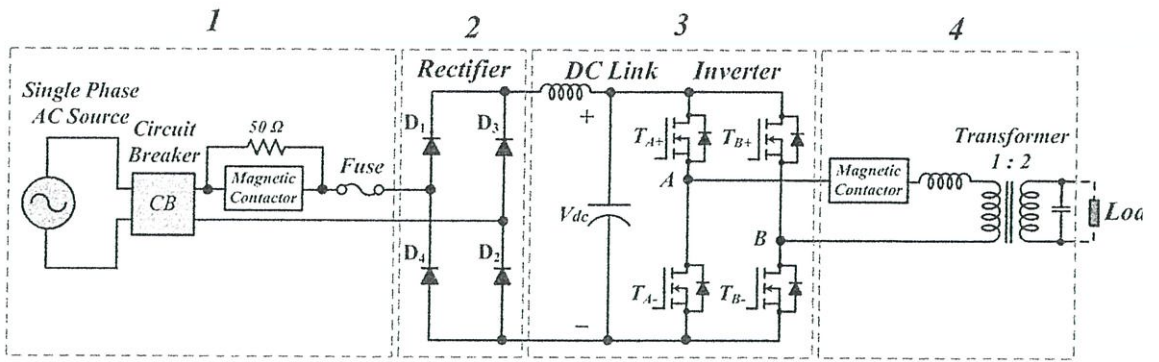 1
2
3
4
Rectifier
DC Link
Inverter
Single Phase
AC Source
Circuit
Breaker
50 Ω
Magnetic
Contactor
Fuse
CB
D1
D3
D4
D2
+
Vdc
−
TA+
TB+
A
B
TA-
TB-
Magnetic
Contactor
Transformer
1 : 2
Loa